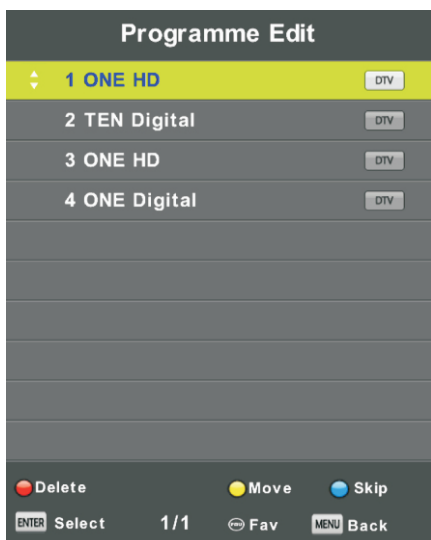 Programme Edit
1 ONE HD DTV
2 TEN Digital DTV
3 ONE HD DTV
4 ONE Digital DTV
Delete Move Skip
ENTER Select 1/1 Fav MENU Back